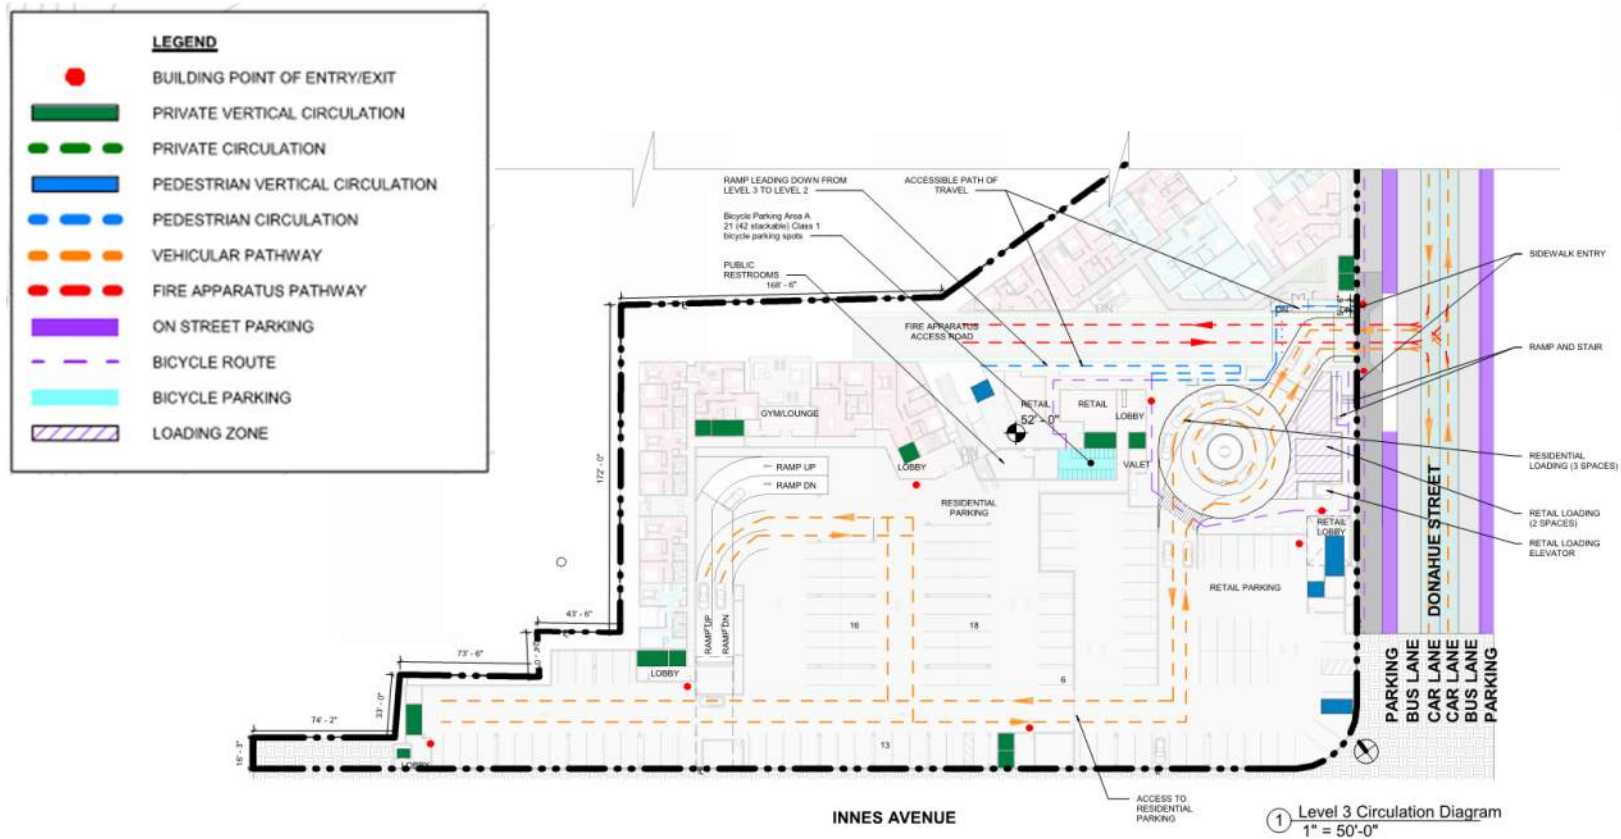 LEGEND
BUILDING POINT OF ENTRY/EXIT
PRIVATE VERTICAL CIRCULATION
PRIVATE CIRCULATION
PEDESTRIAN VERTICAL CIRCULATION
PEDESTRIAN CIRCULATION
VEHICULAR PATHWAY
FIRE APPARATUS PATHWAY
ON STREET PARKING
BICYCLE ROUTE
BICYCLE PARKING
LOADING ZONE
RAMP LEADING DOWN FROM
LEVEL 3 TO LEVEL 2
ACCESSIBLE PATH OF
TRAVEL
Bicycle Parking Area A
21 (42 stackable) Class 1
bicycle parking spots
PUBLIC
RESTROOMS
168' - 6"
SIDEWALK ENTRY
DN
DN
DN
FIRE APPARATUS
ACCESS ROAD
RAMP AND STAIR
GYM/LOUNGE
RETAIL
RETAIL
LOBBY
52' - 0"
172' - 0"
LOBBY
VALET
RAMP UP
RAMP DN
RESIDENTIAL
LOADING (3 SPACES)
RESIDENTIAL
PARKING
RETAIL LOADING
(2 SPACES)
RETAIL
LOBBY
RETAIL LOADING
ELEVATOR
DONAHUE STREET
RETAIL PARKING
43' - 6"
16
18
RAMP UP
RAMP DN
73' - 6"
LOBBY
6
33' - 0"
74' - 2"
16' - 3"
13
LOBBY
PARKING
BUS LANE
CAR LANE
CAR LANE
BUS LANE
PARKING
ACCESS TO
RESIDENTIAL
PARKING
INNES AVENUE
1
Level 3 Circulation Diagram
1" = 50'-0"